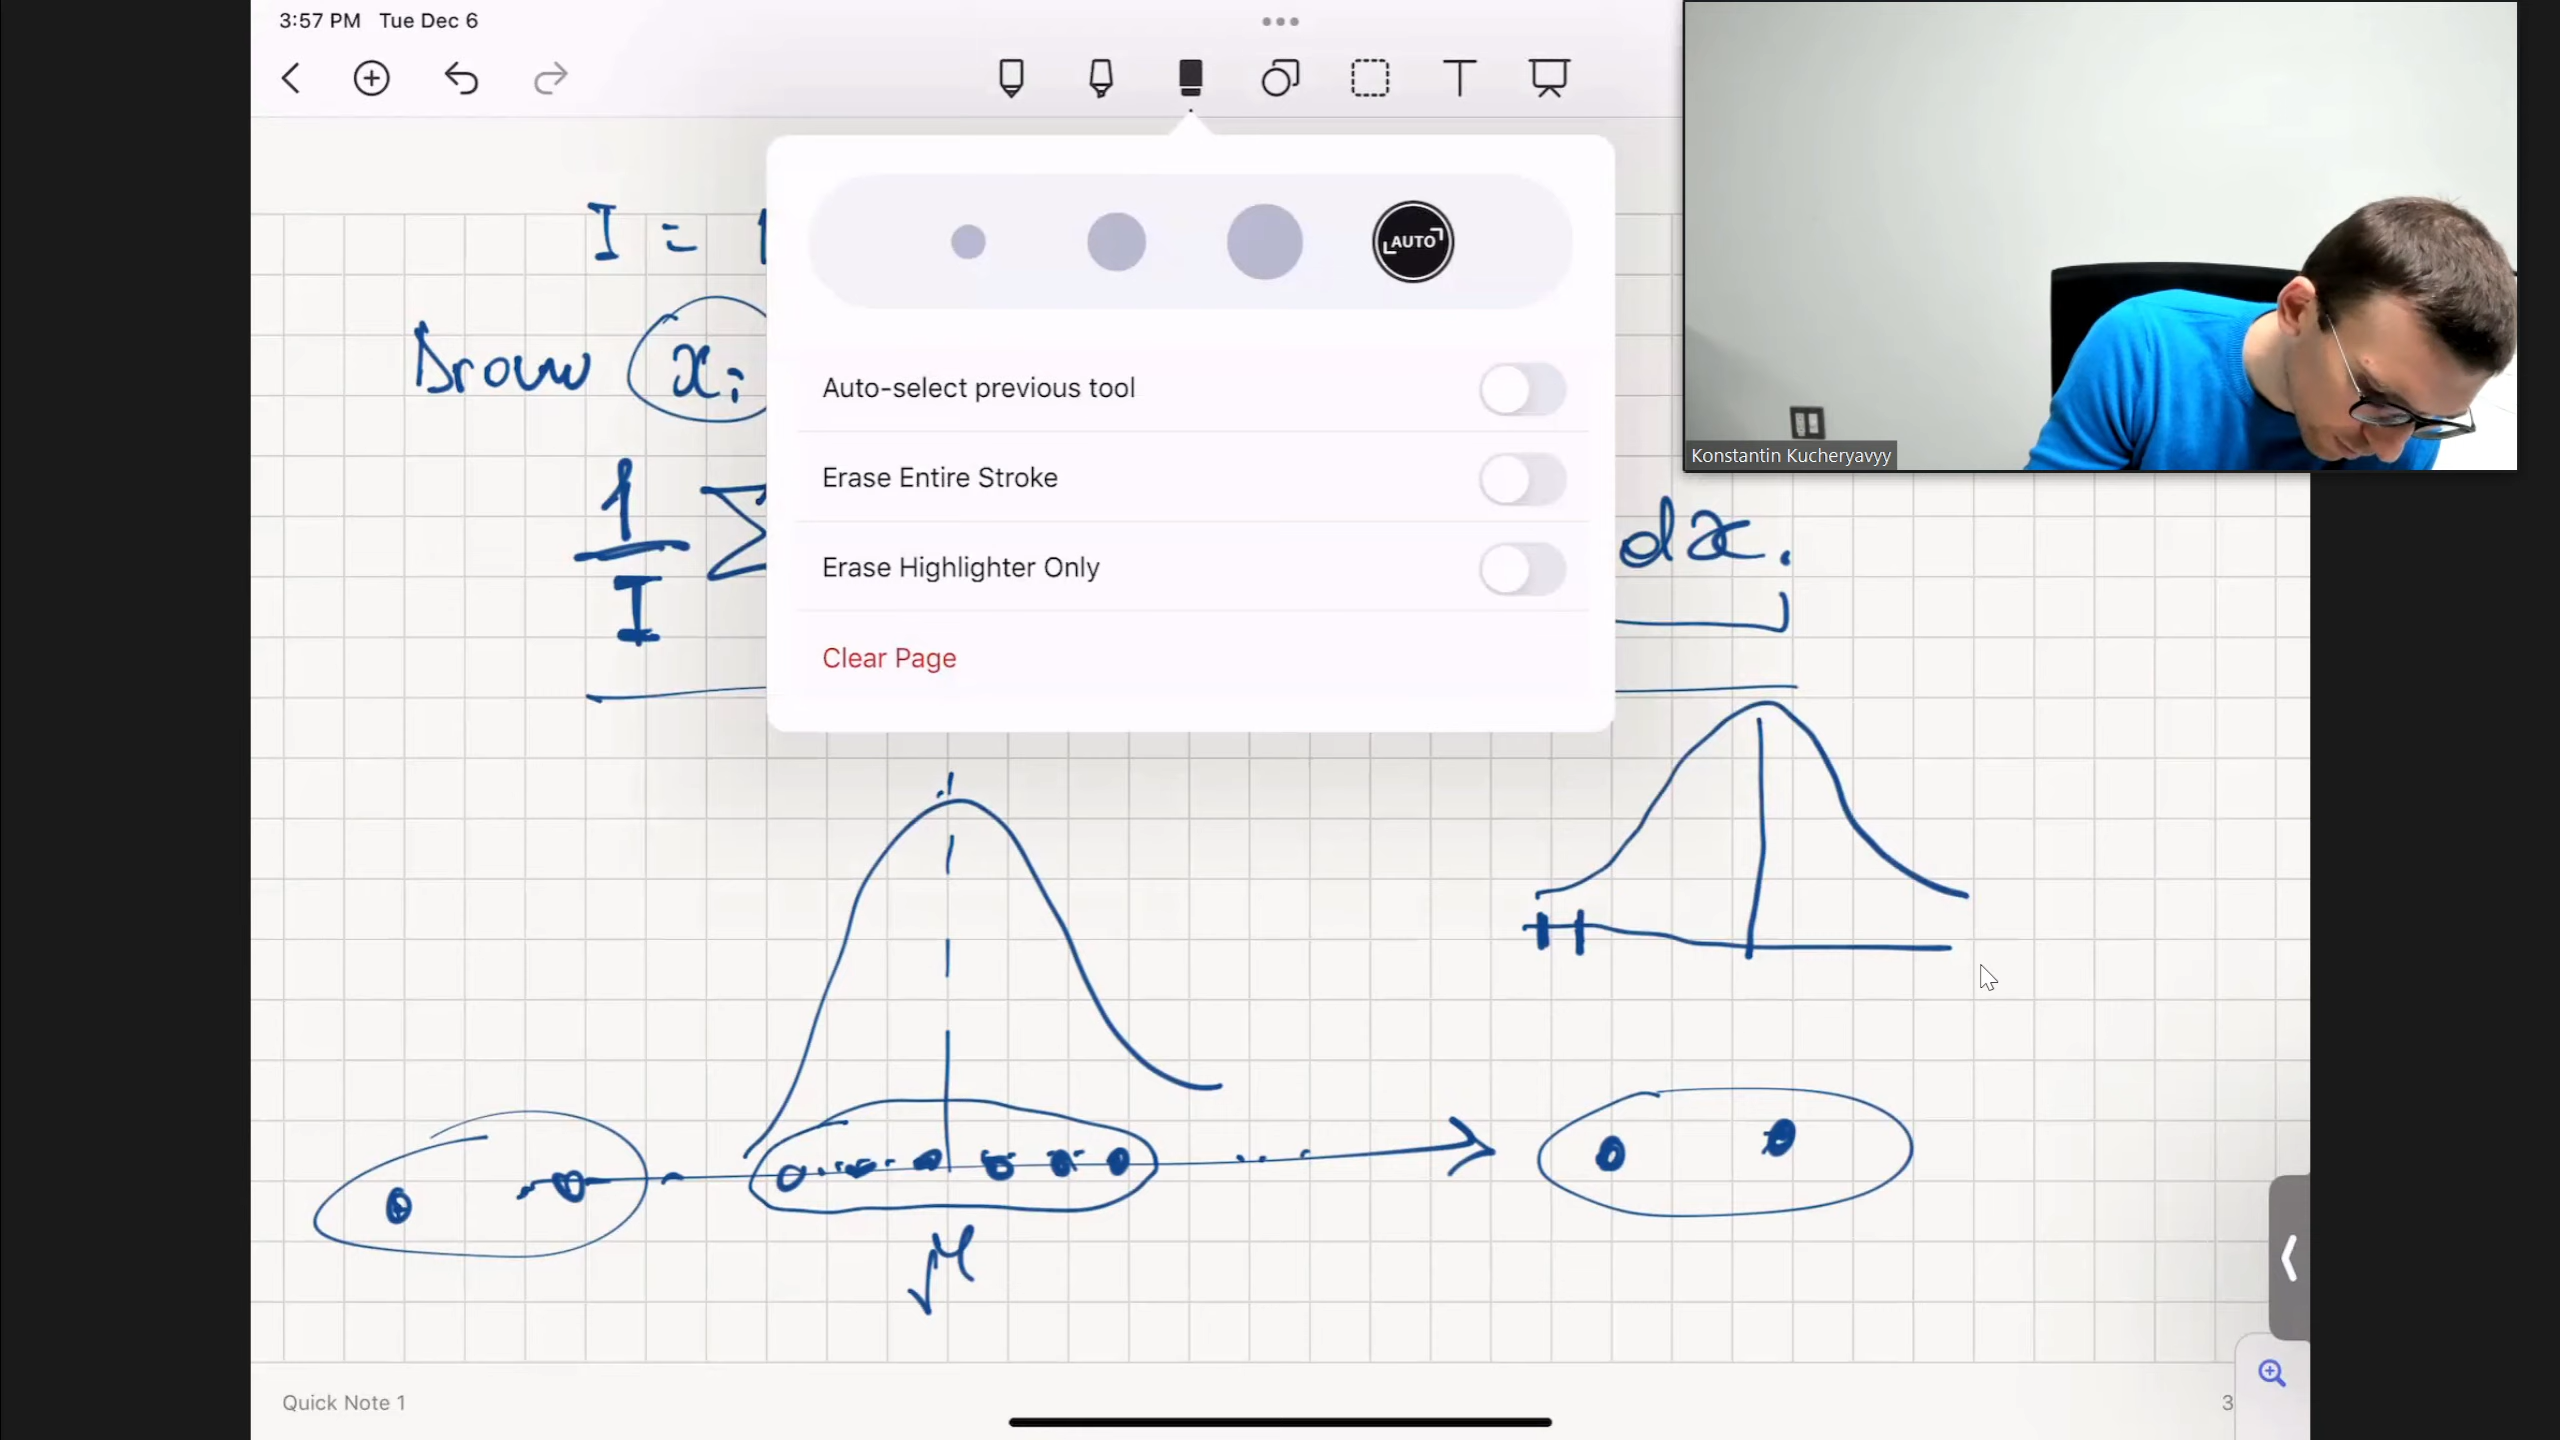 3:57 PM Tue Dec 6
AUTO
I =
Auto-select previous tool
Draw xi
Erase Entire Stroke
Konstantin Kucheryavyy
1/I Σ dx.
Erase Highlighter Only
Clear Page
μ
Quick Note 1
3